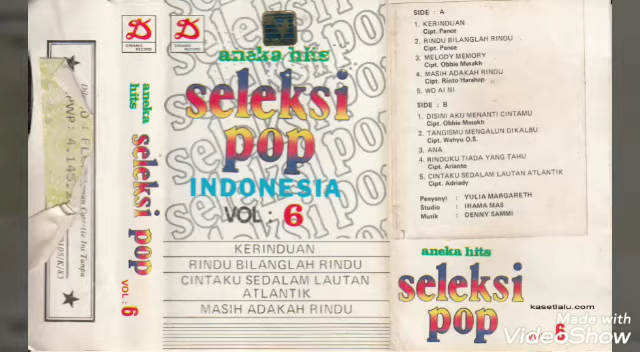 DYNAMIC
RECORD
aneka
hits
seleksi
pop
VOL : 6
DYNAMIC
RECORD
aneka hits
seleksi
pop
INDONESIA
VOL : 6
KERINDUAN
RINDU BILANGLAH RINDU
CINTAKU SEDALAM LAUTAN
ATLANTIK
MASIH ADAKAH RINDU
SIDE : A
1. KERINDUAN
Cipt. Pance
2. RINDU BILANGLAH RINDU
Cipt. Pance
3. MELODY MEMORY
Cipt. Obbie Mesakh
4. MASIH ADAKAH RINDU
Cipt. Rinto Harahap
5. WO AI NI
SIDE : B
1. DISINI AKU MENANTI CINTAMU
Cipt. Obbie Mesakh
2. TANGISMU MENGALUN DIKALBU
Cipt. Wahyu O.S.
3. ANA
4. RINDUKU TIADA YANG TAHU
Cipt. Arianto
5. CINTAKU SEDALAM LAUTAN ATLANTIK
Cipt. Adriady
Penyanyi : YULIA MARGARETH
Studio : IRAMA MAS
Musik : DENNY SAMMI
aneka hits
seleksi
pop
VOL : 6
kasetlalu.com
Made with
VideoShow